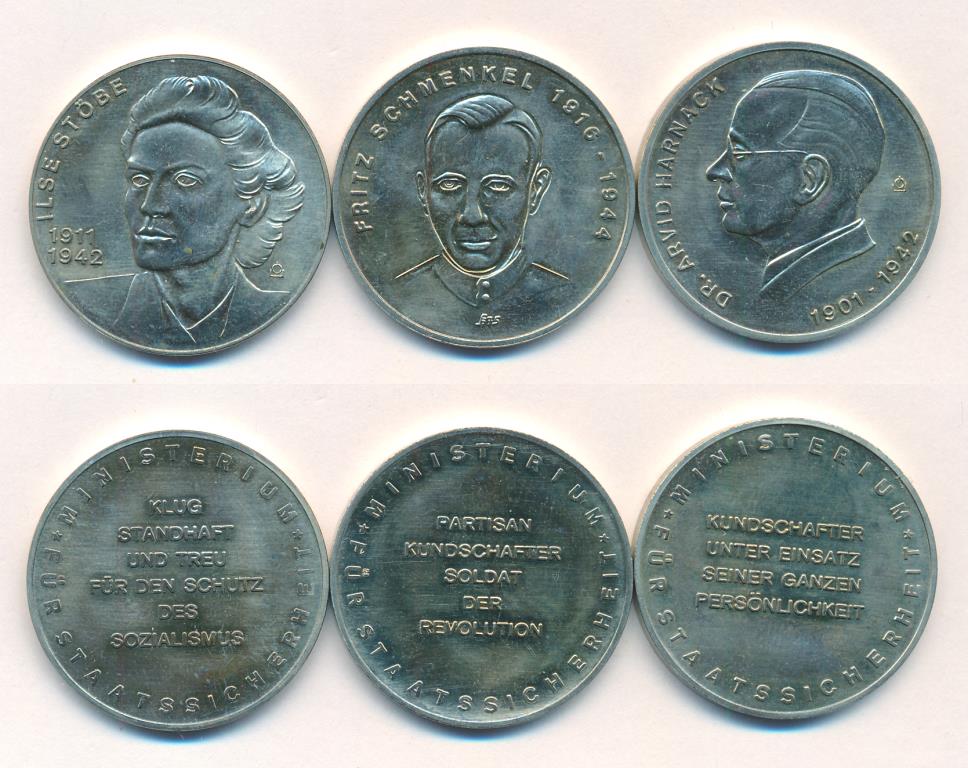 ILSE STÖBE
1911
1942
FRITZ SCHMENKEL 1916 - 1944
DR. ARVID HARNACK
1901 - 1942
★ MINISTERIUM ★
FÜR STAATSSICHERHEIT
KLUG
STANDHAFT
UND TREU
FÜR DEN SCHUTZ
DES
SOZIALISMUS
★ MINISTERIUM ★
FÜR STAATSSICHERHEIT
PARTISAN
KUNDSCHAFTER
SOLDAT
DER
REVOLUTION
★ MINISTERIUM ★
FÜR STAATSSICHERHEIT
KUNDSCHAFTER
UNTER EINSATZ
SEINER GANZEN
PERSÖNLICHKEIT